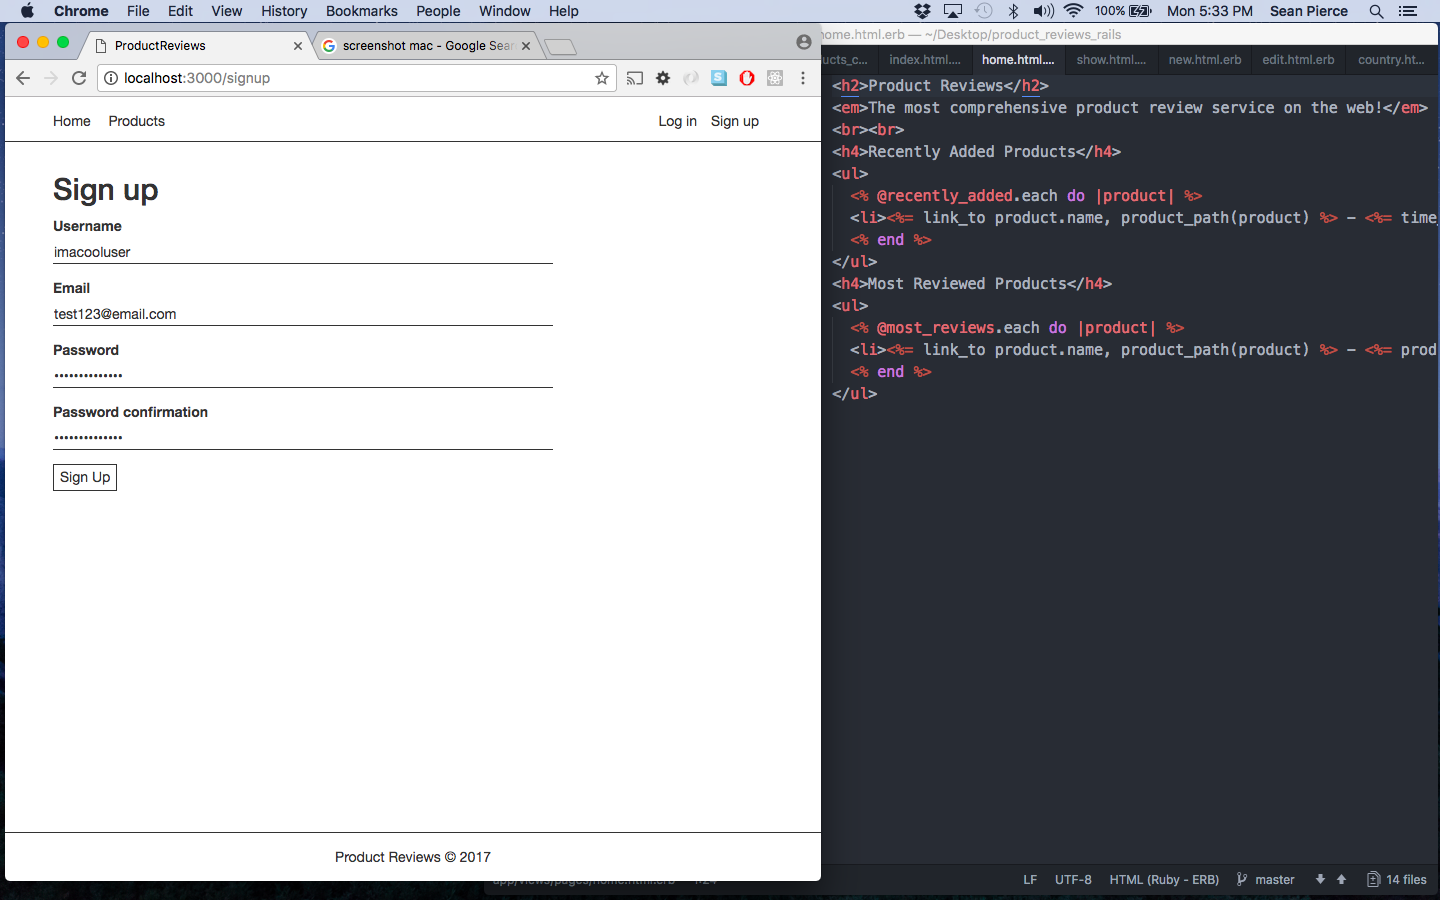 Chrome File Edit View History Bookmarks People Window Help 100% Mon 5:33 PM Sean Pierce
ProductReviews
screenshot mac - Google Sear
localhost:3000/signup
Home Products Log in Sign up
Sign up
Username
imacooluser
Email
test123@email.com
Password
••••••••••••••
Password confirmation
••••••••••••••
Sign Up
Product Reviews © 2017
home.html.erb — ~/Desktop/product_reviews_rails
ucts_c... index.html.... home.html.... show.html.... new.html.erb edit.html.erb country.ht...
<h2>Product Reviews</h2>
<em>The most comprehensive product review service on the web!</em>
<br><br>
<h4>Recently Added Products</h4>
<ul>
<% @recently_added.each do |product| %>
<li><%= link_to product.name, product_path(product) %> - <%= time_
<% end %>
</ul>
<h4>Most Reviewed Products</h4>
<ul>
<% @most_reviews.each do |product| %>
<li><%= link_to product.name, product_path(product) %> - <%= prod
<% end %>
</ul>
app/views/pages/home.html.erb 1:24 LF UTF-8 HTML (Ruby - ERB) master 14 files